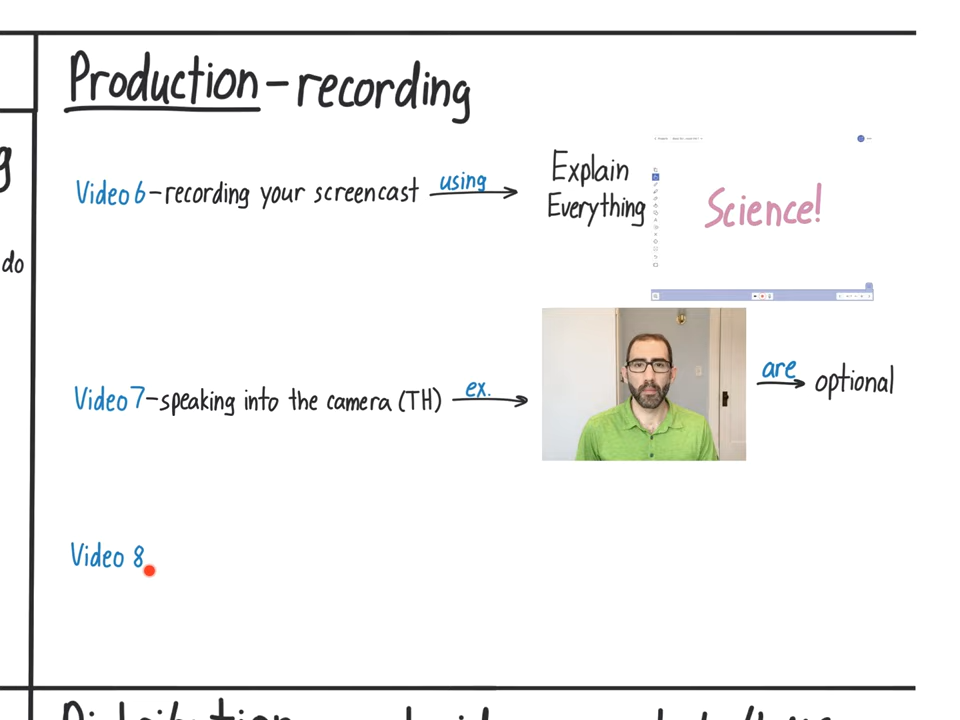 Production – recording
g
do
Video 6 – recording your screencast using Explain Everything
Science!
Video 7 – speaking into the camera (TH) ex. are optional
Video 8